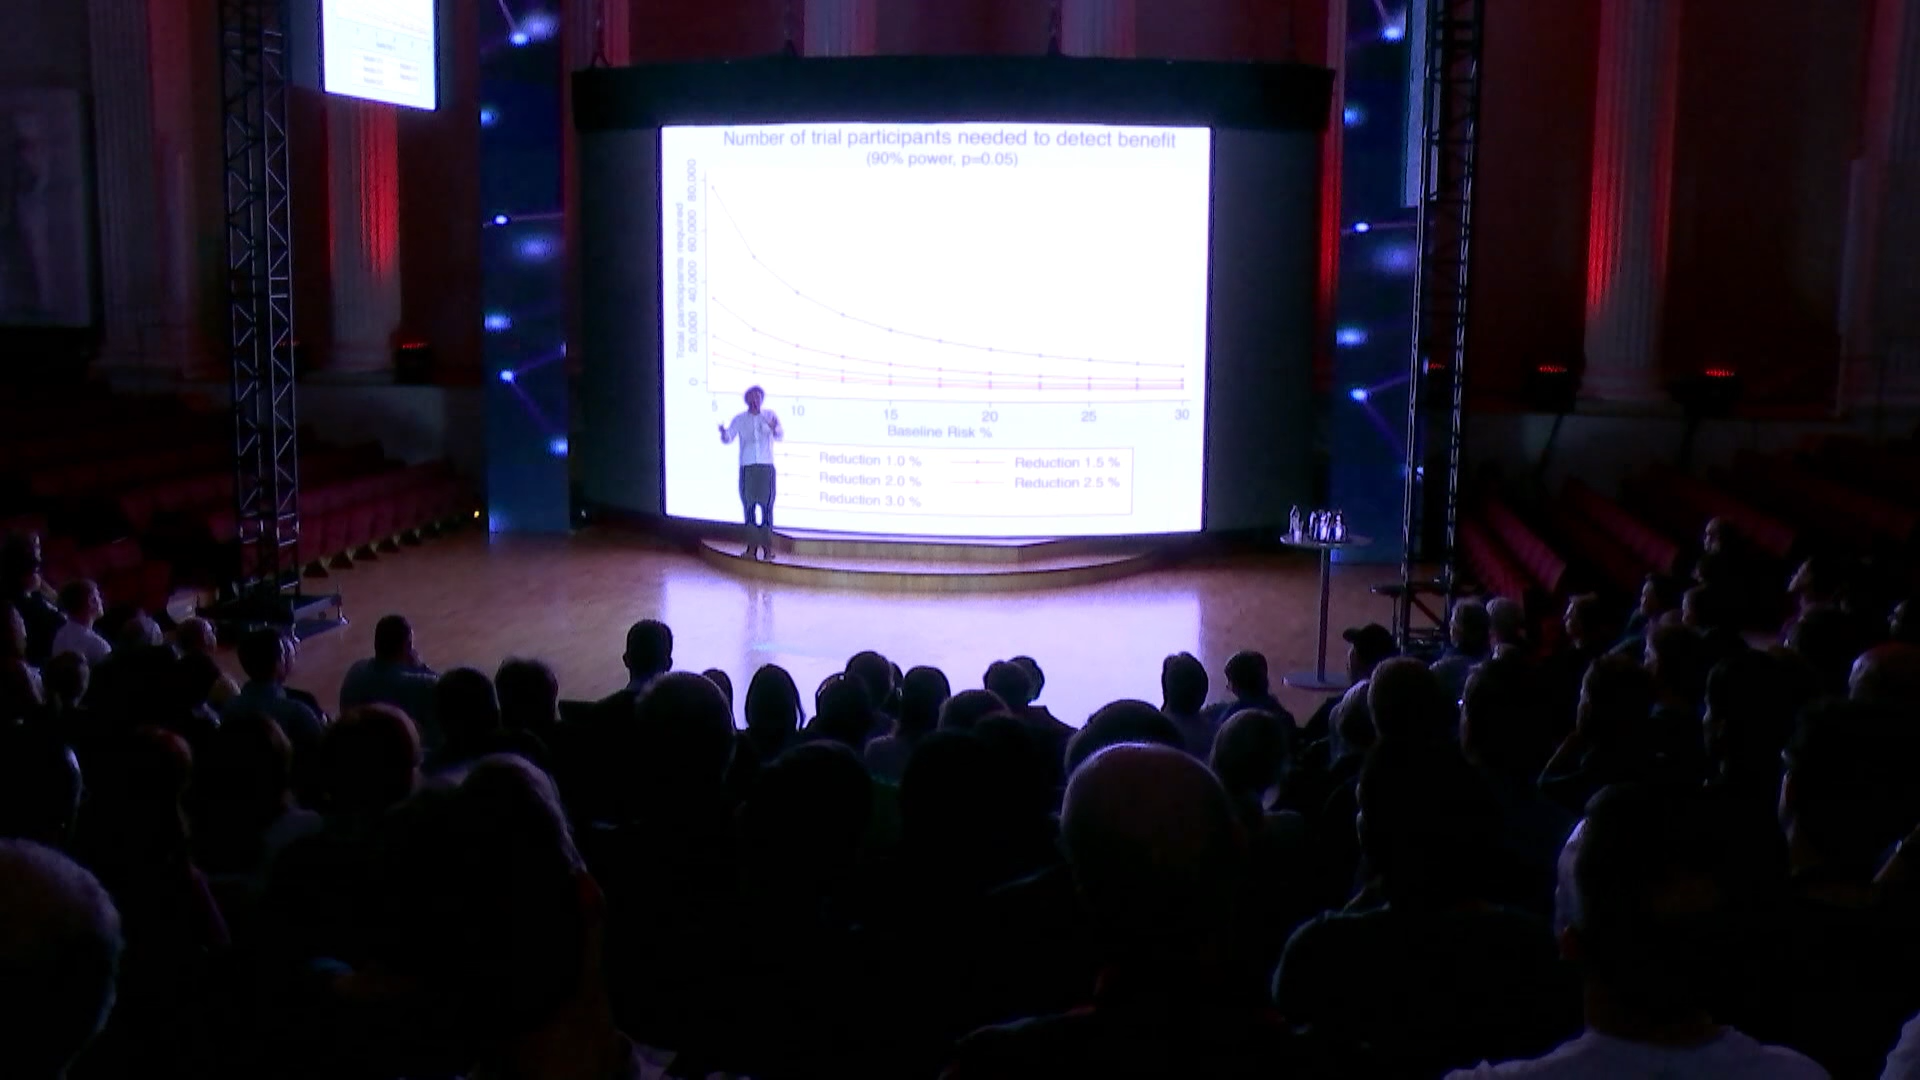 Number of trial participants needed to detect benefit
(90% power, p=0.05)
Total participants required
80,000
60,000
40,000
20,000
0
5 10 15 20 25 30
Baseline Risk %
Reduction 1.0 % Reduction 1.5 %
Reduction 2.0 % Reduction 2.5 %
Reduction 3.0 %